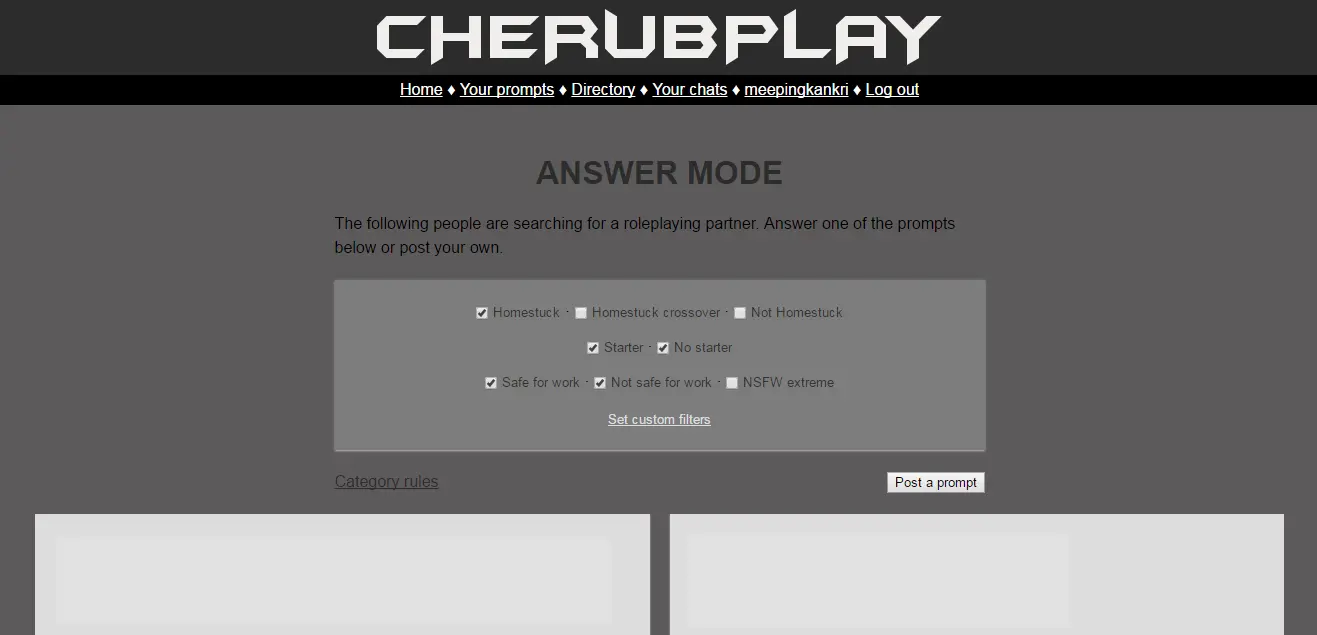 CHERUBPLAY
Home ♦ Your prompts ♦ Directory ♦ Your chats ♦ meepingkankri ♦ Log out
ANSWER MODE
The following people are searching for a roleplaying partner. Answer one of the prompts
below or post your own.
Homestuck · Homestuck crossover · Not Homestuck
Starter · No starter
Safe for work · Not safe for work · NSFW extreme
Set custom filters
Category rules
Post a prompt